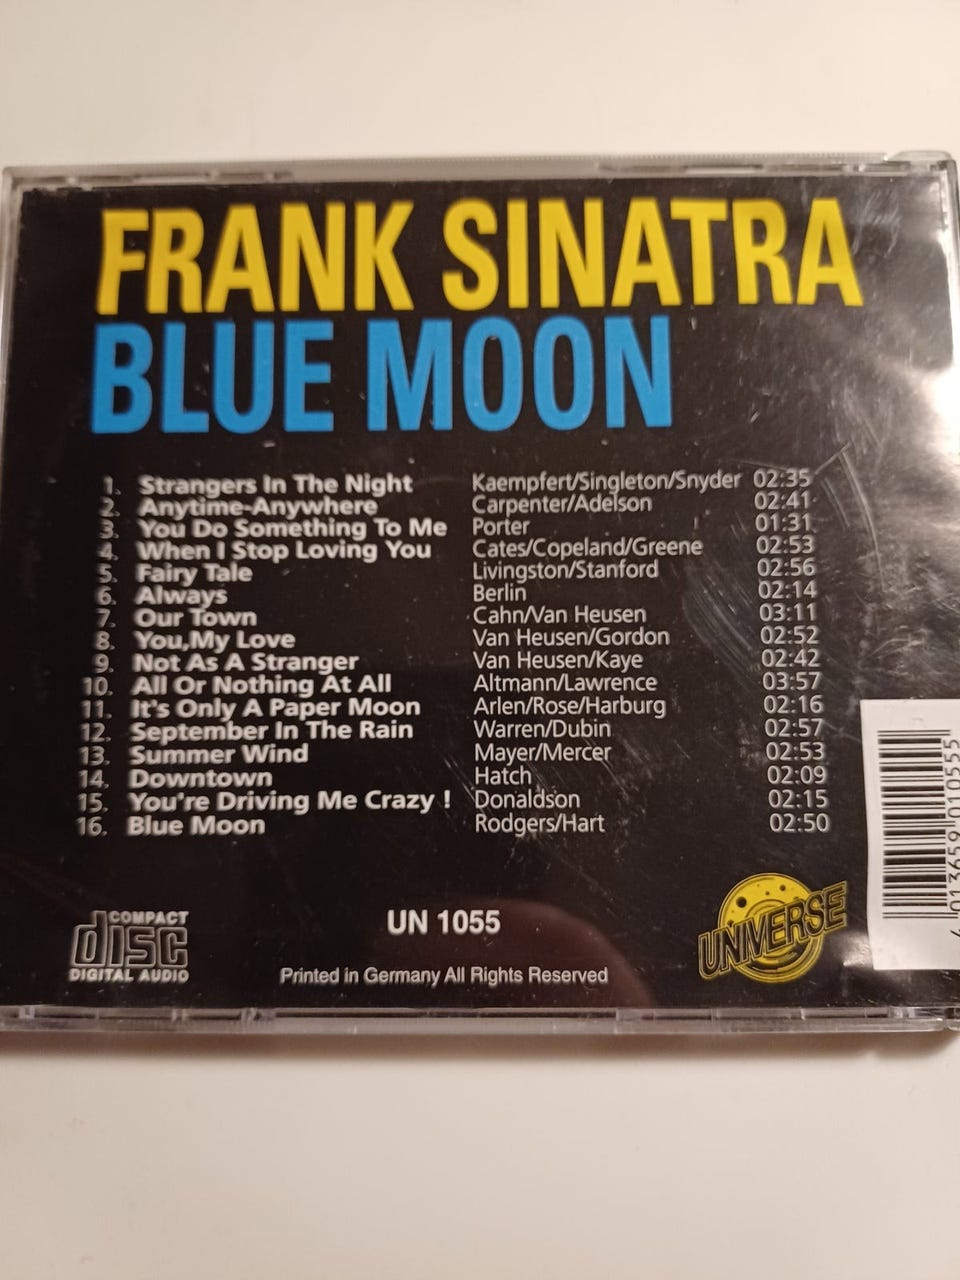 FRANK SINATRA
BLUE MOON
1. Strangers In The Night Kaempfert/Singleton/Snyder 02:35
2. Anytime-Anywhere Carpenter/Adelson 02:41
3. You Do Something To Me Porter 01:31
4. When I Stop Loving You Cates/Copeland/Greene 02:53
5. Fairy Tale Livingston/Stanford 02:56
6. Always Berlin 02:14
7. Our Town Cahn/Van Heusen 03:11
8. You,My Love Van Heusen/Gordon 02:52
9. Not As A Stranger Van Heusen/Kaye 02:42
10. All Or Nothing At All Altmann/Lawrence 03:57
11. It's Only A Paper Moon Arlen/Rose/Harburg 02:16
12. September In The Rain Warren/Dubin 02:57
13. Summer Wind Mayer/Mercer 02:53
14. Downtown Hatch 02:09
15. You're Driving Me Crazy ! Donaldson 02:15
16. Blue Moon Rodgers/Hart 02:50
COMPACT
disc
DIGITAL AUDIO
UN 1055
Printed in Germany All Rights Reserved
UNIVERSE
4 013659 010555